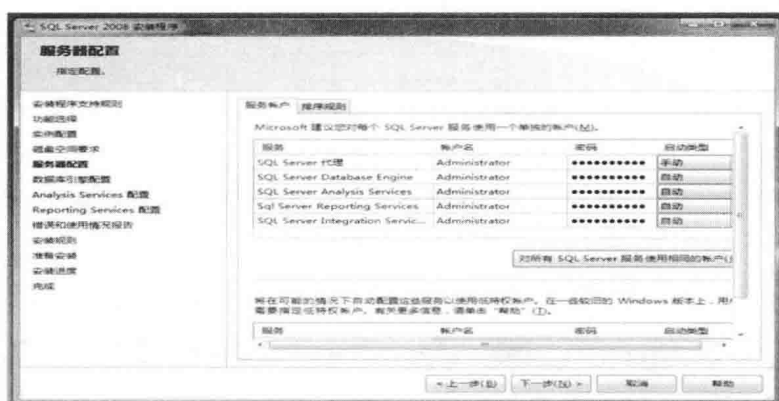 SQL Server 2008 安装程序
服务器配置
指定配置。
安装程序支持规则
功能选择
实例配置
磁盘空间要求
服务器配置
数据库引擎配置
Analysis Services 配置
Reporting Services 配置
错误和使用情况报告
安装规则
准备安装
安装进度
完成
服务帐户 排序规则
Microsoft 建议您对每个 SQL Server 服务使用一个单独的帐户(M)。
服务 帐户名 密码 启动类型
SQL Server 代理 Administrator ●●●●●●●●●● 手动
SQL Server Database Engine Administrator ●●●●●●●●●● 自动
SQL Server Analysis Services Administrator ●●●●●●●●●● 自动
Sql Server Reporting Services Administrator ●●●●●●●●●● 自动
SQL Server Integration Servic... Administrator ●●●●●●●●●● 自动
对所有 SQL Server 服务使用相同的帐户(
将在可能的情况下自动配置这些服务以使用低特权帐户。在一些较旧的 Windows 版本上，用户
需要指定低特权帐户。有关更多信息，请单击“帮助”(I)。
服务 帐户名 密码 启动类型
< 上一步(B) 下一步(N) > 取消 帮助